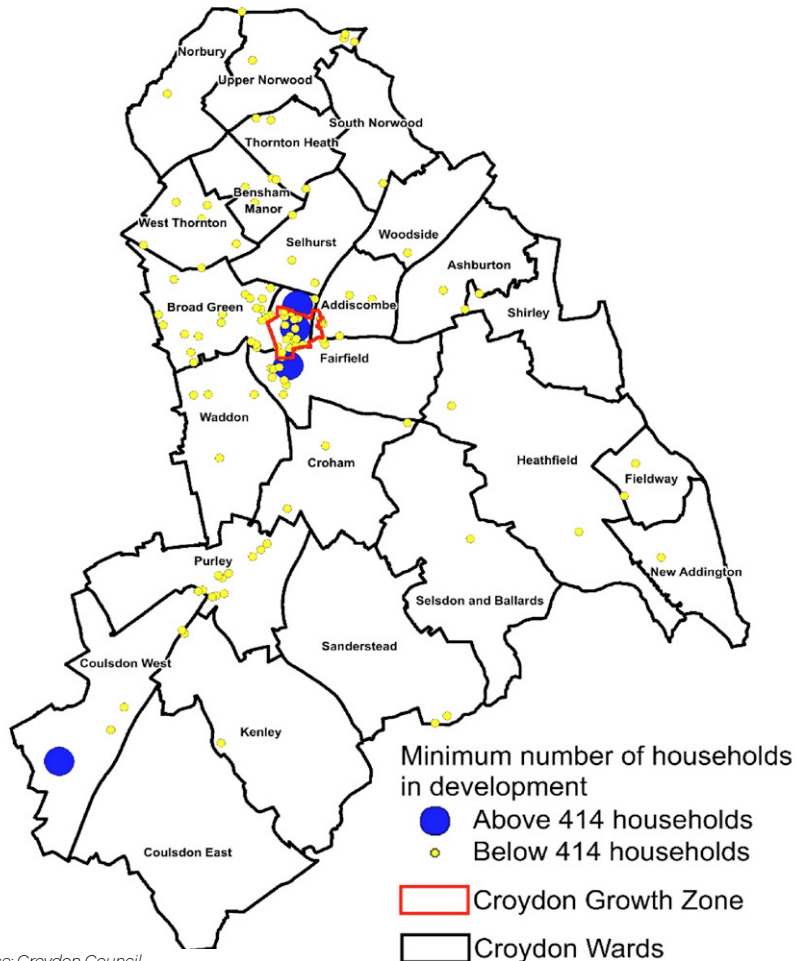 Norbury
Upper Norwood
South Norwood
Thornton Heath
Bensham
Manor
West Thornton
Selhurst
Woodside
Ashburton
Broad Green
Addiscombe
Shirley
Fairfield
Waddon
Croham
Heathfield
Fieldway
Purley
New Addington
Selsdon and Ballards
Sanderstead
Coulsdon West
Kenley
Coulsdon East
Minimum number of households
in development
Above 414 households
Below 414 households
Croydon Growth Zone
Croydon Wards
Croydon Council